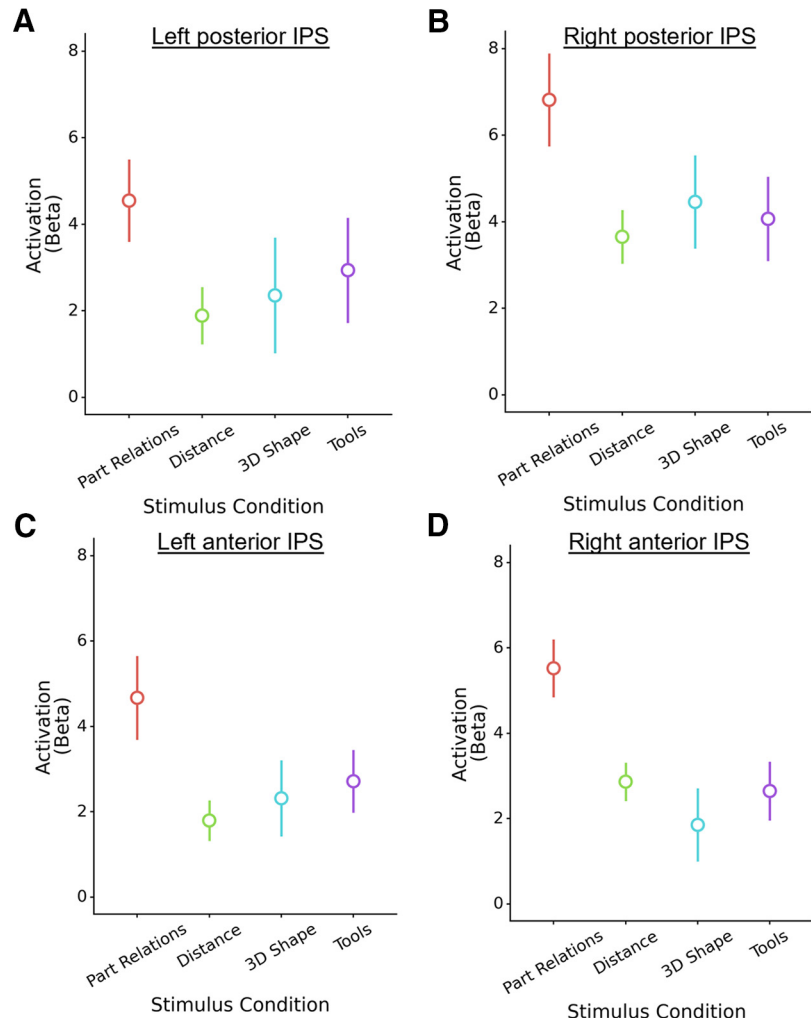 A
Left posterior IPS
8
6
4
2
0
Activation
(Beta)
Part Relations
Distance
3D Shape
Tools
Stimulus Condition
B
Right posterior IPS
8
6
4
2
0
Activation
(Beta)
Part Relations
Distance
3D Shape
Tools
Stimulus Condition
C
Left anterior IPS
8
6
4
2
0
Activation
(Beta)
Part Relations
Distance
3D Shape
Tools
Stimulus Condition
D
Right anterior IPS
8
6
4
2
0
Activation
(Beta)
Part Relations
Distance
3D Shape
Tools
Stimulus Condition